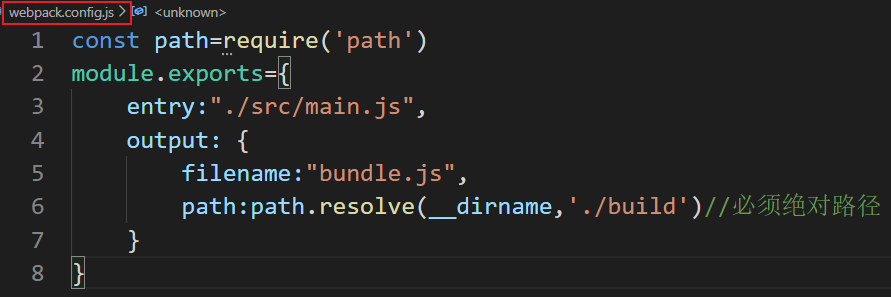 webpack.config.js > <unknown>
1 const path=require('path')
2 module.exports={
3 entry:"./src/main.js",
4 output: {
5 filename:"bundle.js",
6 path:path.resolve(__dirname,'./build')//必须绝对路径
7 }
8 }